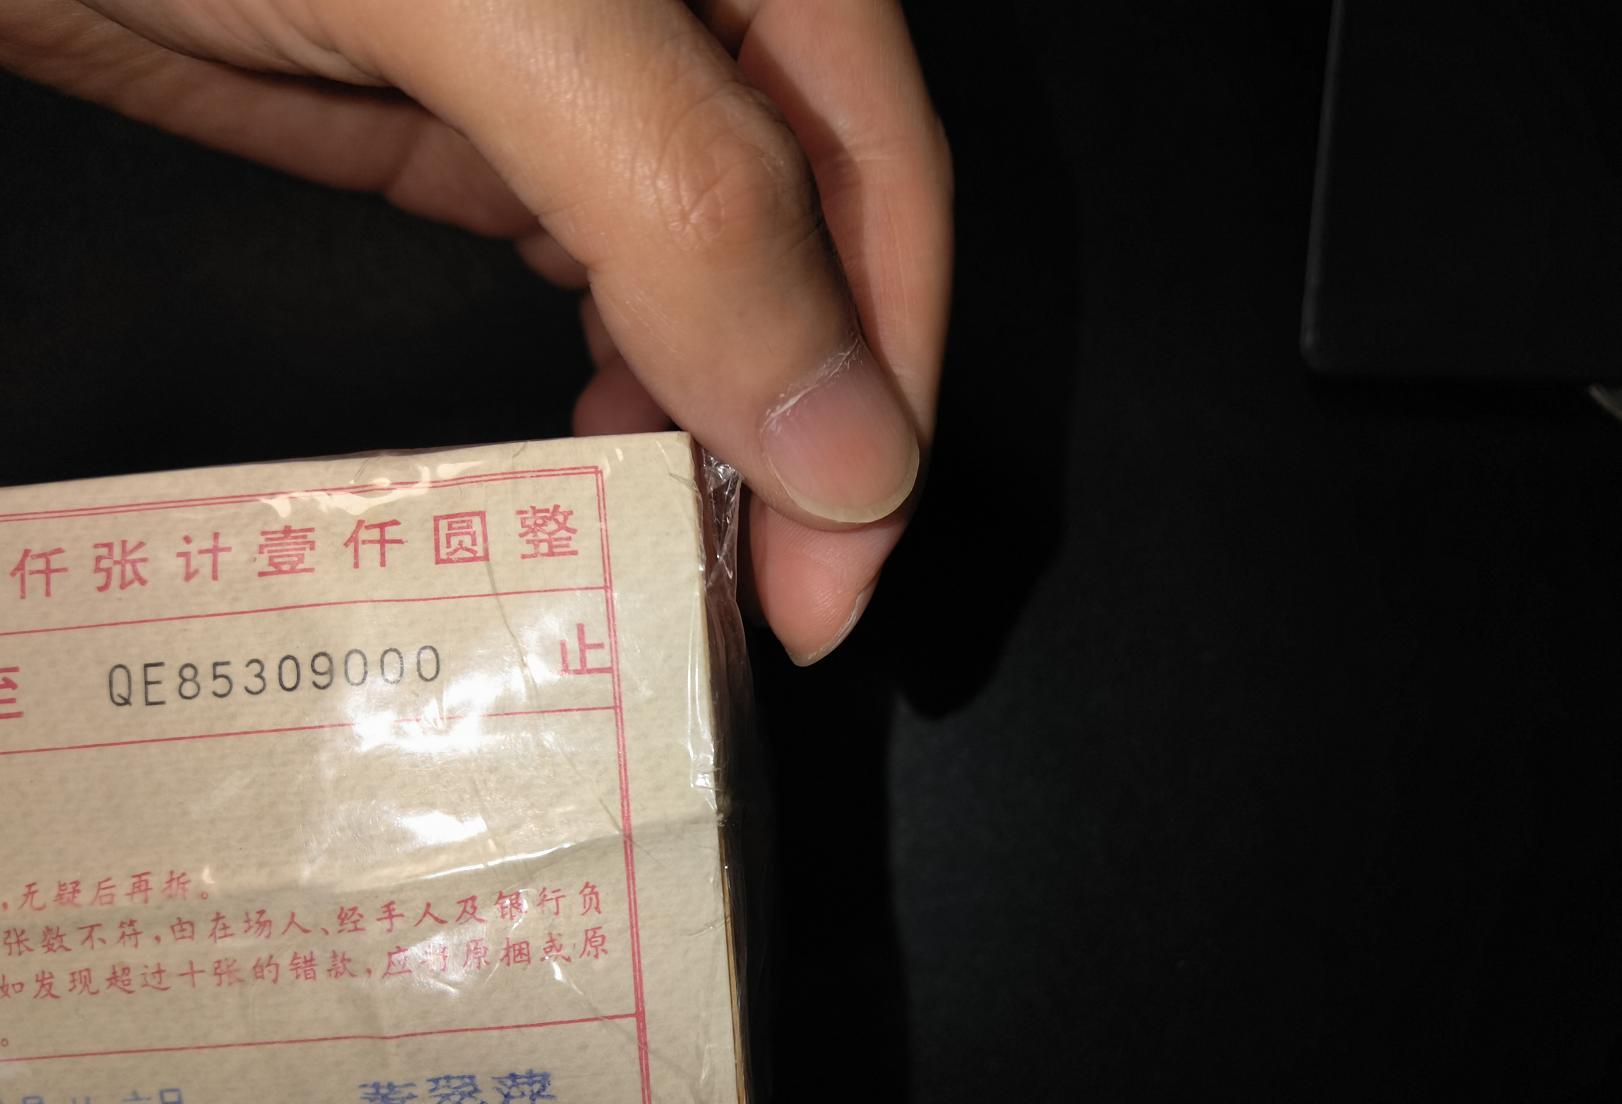 仟张计壹仟圆整
至 QE85309000 止
,无疑后再拆。
张数不符,由在场人、经手人及银行负
如发现超过十张的错款,应将原捆或原
。